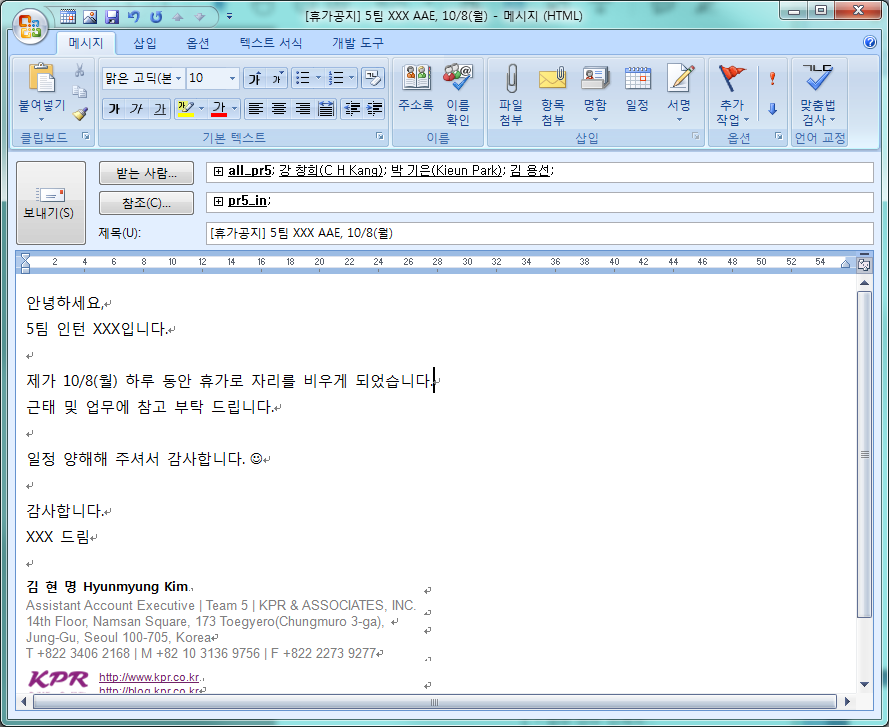 [휴가공지] 5팀 XXX AAE, 10/8(월) - 메시지 (HTML)
메시지 삽입 옵션 텍스트 서식 개발 도구
붙여넣기
클립보드
맑은 고딕(본 10
가 가
가 가 가 가 가
기본 텍스트
주소록
이름 확인
이름
파일 첨부
항목 첨부
명함
일정
서명
삽입
추가 작업
옵션
맞춤법 검사
언어 교정
보내기(S)
받는 사람... all_pr5; 강 창희(C H Kang); 박 기은(Kieun Park); 김 용선;
참조(C)... pr5_in;
제목(U): [휴가공지] 5팀 XXX AAE, 10/8(월)
2 4 6 8 10 12 14 16 18 20 22 24 26 28 30 32 34 36 38 40 42 44 46 48 50 52 54
안녕하세요,
5팀 인턴 XXX입니다.
제가 10/8(월) 하루 동안 휴가로 자리를 비우게 되었습니다.
근태 및 업무에 참고 부탁 드립니다.
일정 양해해 주셔서 감사합니다. ☺
감사합니다.
XXX 드림
김 현 명 Hyunmyung Kim
Assistant Account Executive | Team 5 | KPR & ASSOCIATES, INC.
14th Floor, Namsan Square, 173 Toegyero(Chungmuro 3-ga),
Jung-Gu, Seoul 100-705, Korea
T +822 3406 2168 | M +82 10 3136 9756 | F +822 2273 9277
KPR http://www.kpr.co.kr
http://blog.kpr.co.kr